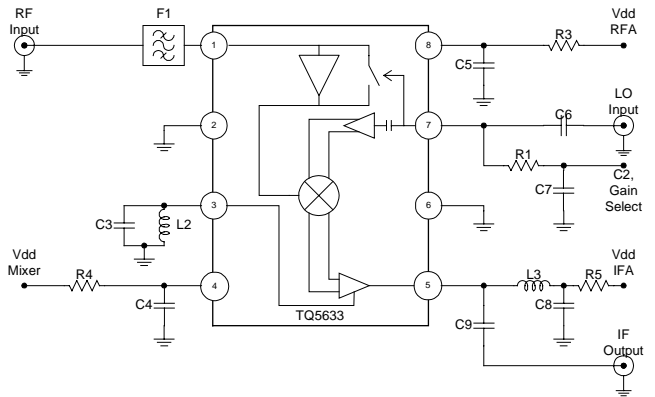 RF
Input
F1
1
8
R3
Vdd
RFA
C5
LO
Input
C6
2
7
R1
C7
C2,
Gain
Select
3
6
C3
L2
Vdd
Mixer
R4
4
C4
TQ5633
5
L3
R5
Vdd
IFA
C8
C9
IF
Output